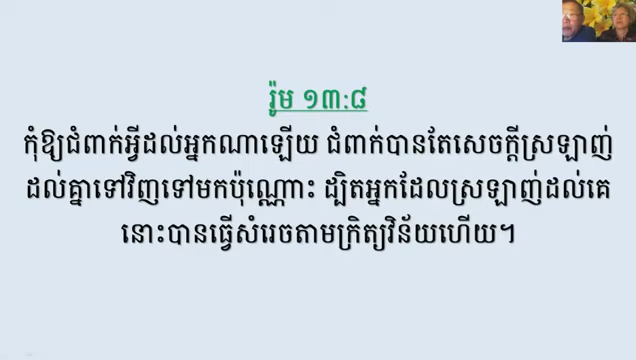 រ៉ូម ១៣:៨
កុំឱ្យជំពាក់អ្វីដល់អ្នកណាឡើយ ជំពាក់បានតែសេចក្ដីស្រឡាញ់
ដល់គ្នាទៅវិញទៅមកប៉ុណ្ណោះ ដ្បិតអ្នកដែលស្រឡាញ់ដល់គេ
នោះបានធ្វើសំរេចតាមក្រិត្យវិន័យហើយ។